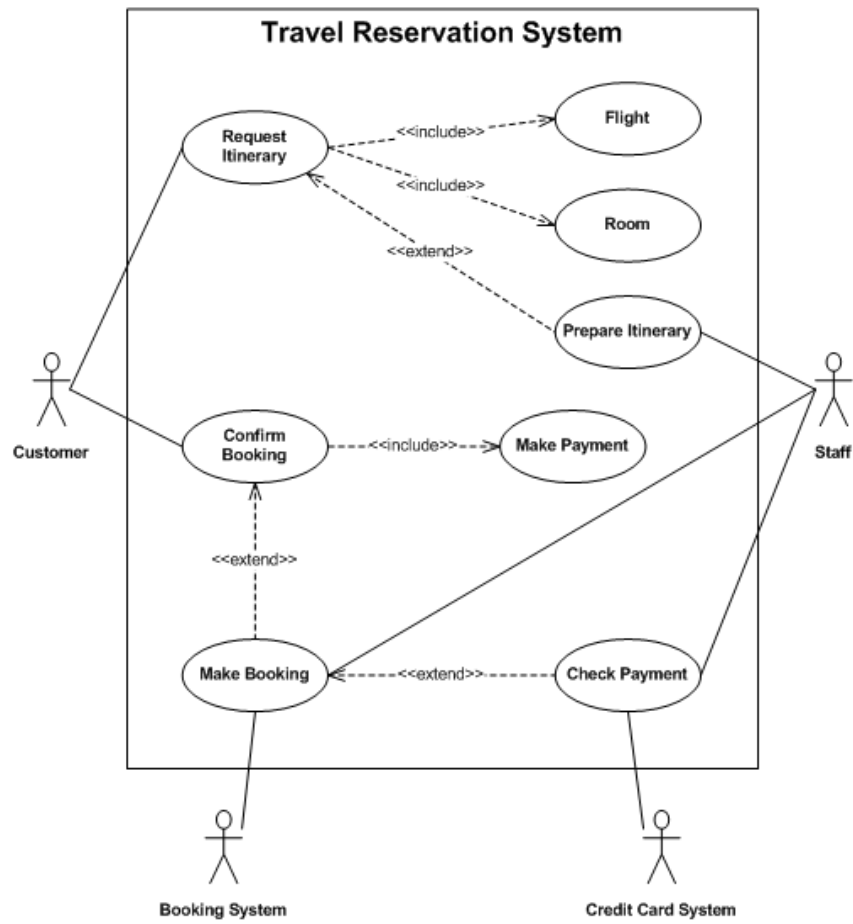 Travel Reservation System
Request
Itinerary
<<include>>
Flight
<<include>>
Room
<<extend>>
Prepare Itinerary
Customer
Confirm
Booking
<<include>>
Make Payment
Staff
<<extend>>
Make Booking
<<extend>>
Check Payment
Booking System
Credit Card System